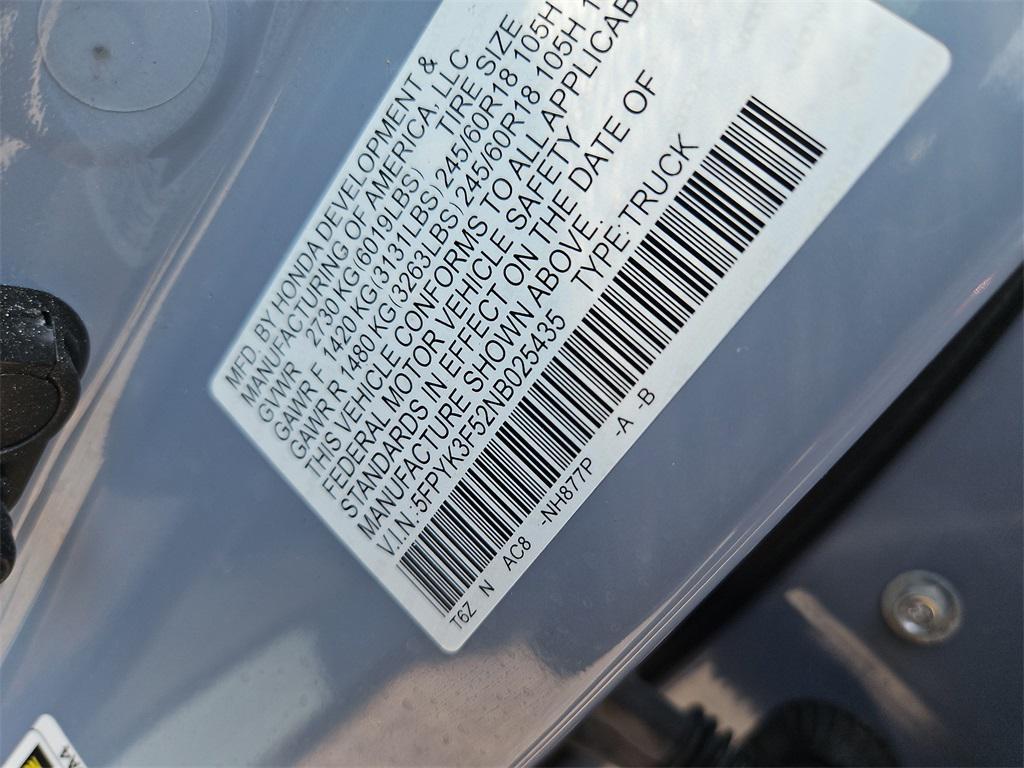 MFD. BY HONDA DEVELOPMENT &
MANUFACTURING OF AMERICA, LLC
GVWR 2730 KG(6019LBS) TIRE SIZE
GAWR F 1420 KG(3131LBS) 245/60R18 105H
GAWR R 1480 KG(3263LBS) 245/60R18 105H
THIS VEHICLE CONFORMS TO ALL APPLICAB
FEDERAL MOTOR VEHICLE SAFETY
STANDARDS IN EFFECT ON THE DATE OF
MANUFACTURE SHOWN ABOVE.
V.I.N.:5FPYK3F52NB025435 TYPE:TRUCK
T6Z N AC8 -NH877P -A -B